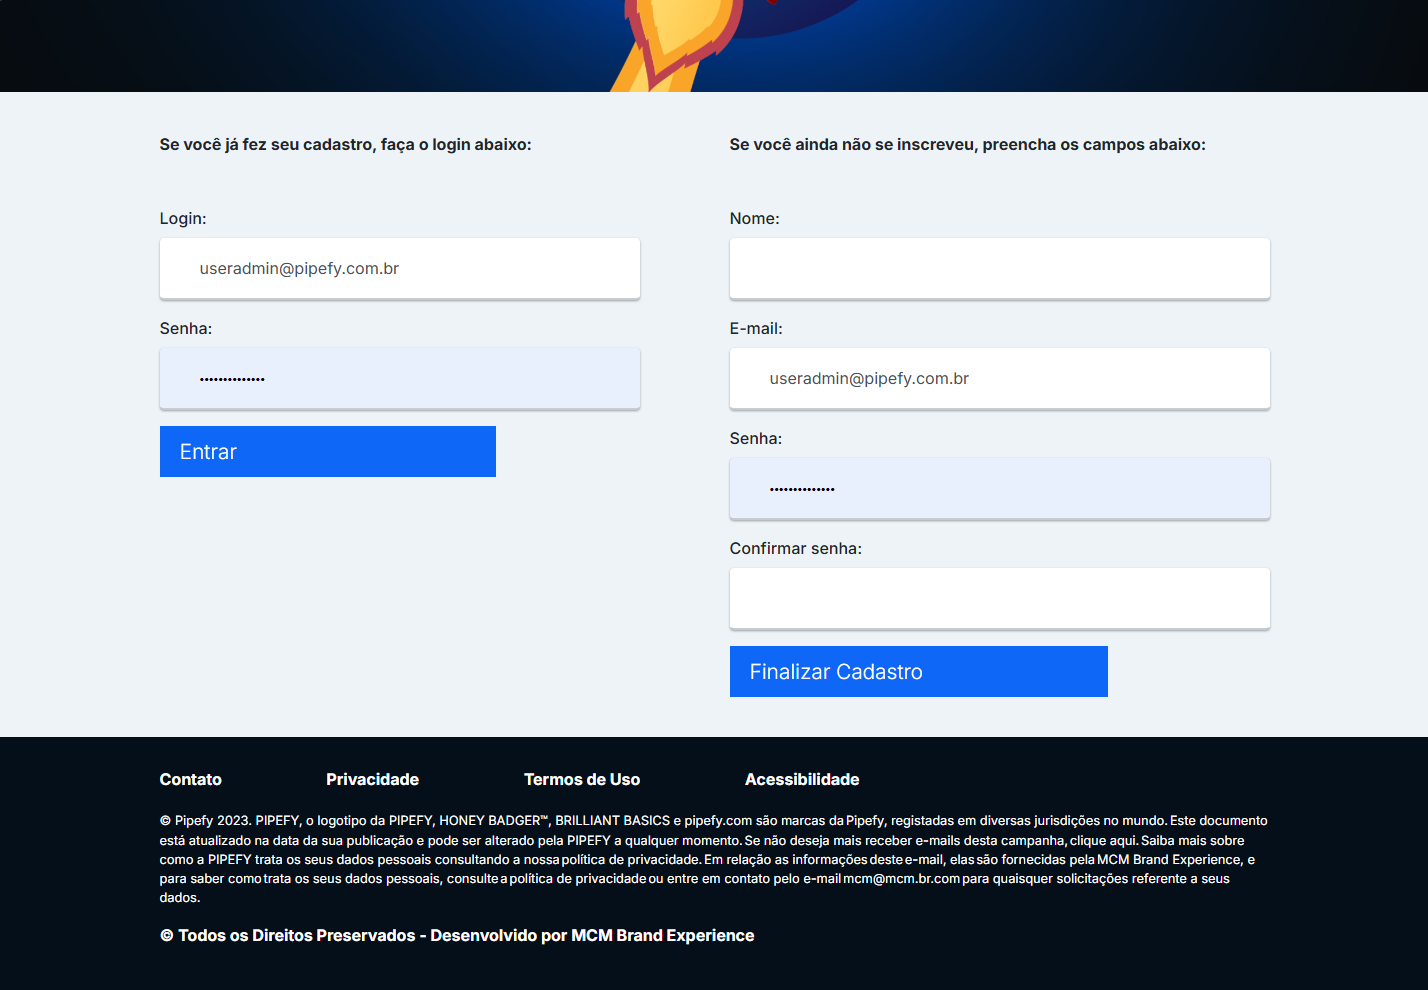 Se você já fez seu cadastro, faça o login abaixo:
Login:
useradmin@pipefy.com.br
Senha:
••••••••••••••
Entrar
Se você ainda não se inscreveu, preencha os campos abaixo:
Nome:
E-mail:
useradmin@pipefy.com.br
Senha:
••••••••••••••
Confirmar senha:
Finalizar Cadastro
Contato Privacidade Termos de Uso Acessibilidade
© Pipefy 2023. PIPEFY, o logotipo da PIPEFY, HONEY BADGER™, BRILLIANT BASICS e pipefy.com são marcas da Pipefy, registadas em diversas jurisdições no mundo. Este documento
está atualizado na data da sua publicação e pode ser alterado pela PIPEFY a qualquer momento. Se não deseja mais receber e-mails desta campanha, clique aqui. Saiba mais sobre
como a PIPEFY trata os seus dados pessoais consultando a nossa política de privacidade. Em relação as informações deste e-mail, elas são fornecidas pela MCM Brand Experience, e
para saber como trata os seus dados pessoais, consulte a política de privacidade ou entre em contato pelo e-mail mcm@mcm.br.com para quaisquer solicitações referente a seus
dados.
© Todos os Direitos Preservados - Desenvolvido por MCM Brand Experience